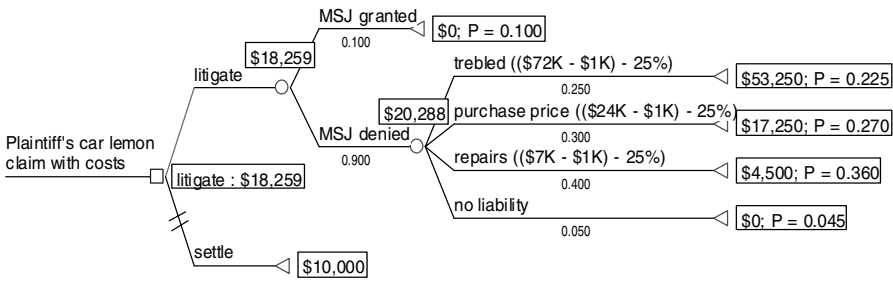 MSJ granted
0.100
$0; P = 0.100
$18,259
litigate
trebled (($72K - $1K) - 25%)
0.250
$53,250; P = 0.225
$20,288
purchase price (($24K - $1K) - 25%)
0.300
$17,250; P = 0.270
MSJ denied
0.900
Plaintiff's car lemon
claim with costs
litigate : $18,259
repairs (($7K - $1K) - 25%)
0.400
$4,500; P = 0.360
no liability
0.050
$0; P = 0.045
settle
$10,000